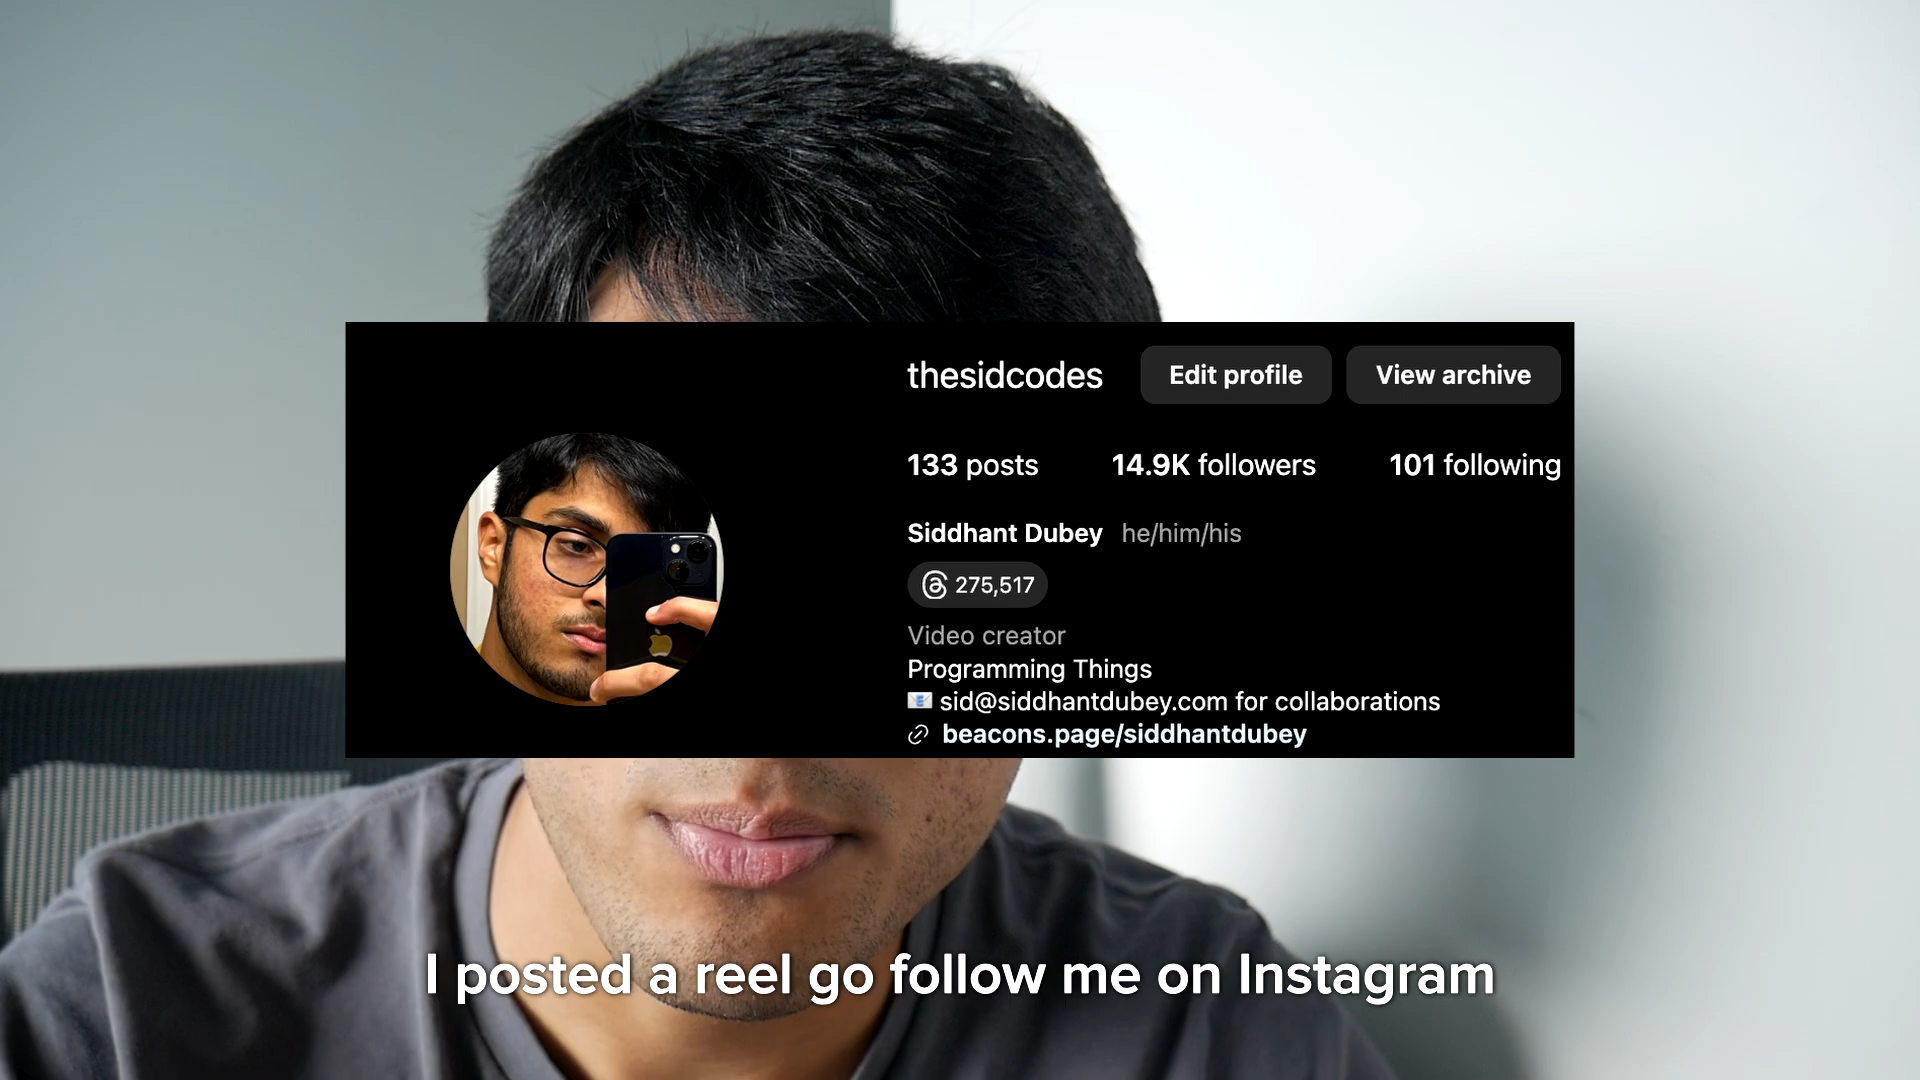 thesidcodes Edit profile View archive
133 posts 14.9K followers 101 following
Siddhant Dubey he/him/his
275,517
Video creator
Programming Things
📧 sid@siddhantdubey.com for collaborations
beacons.page/siddhantdubey
I posted a reel go follow me on Instagram